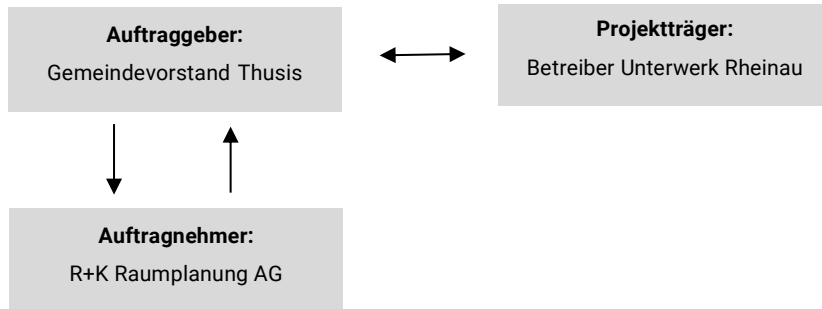 Auftraggeber:
Gemeindevorstand Thusis
Projektträger:
Betreiber Unterwerk Rheinau
Auftragnehmer:
R+K Raumplanung AG